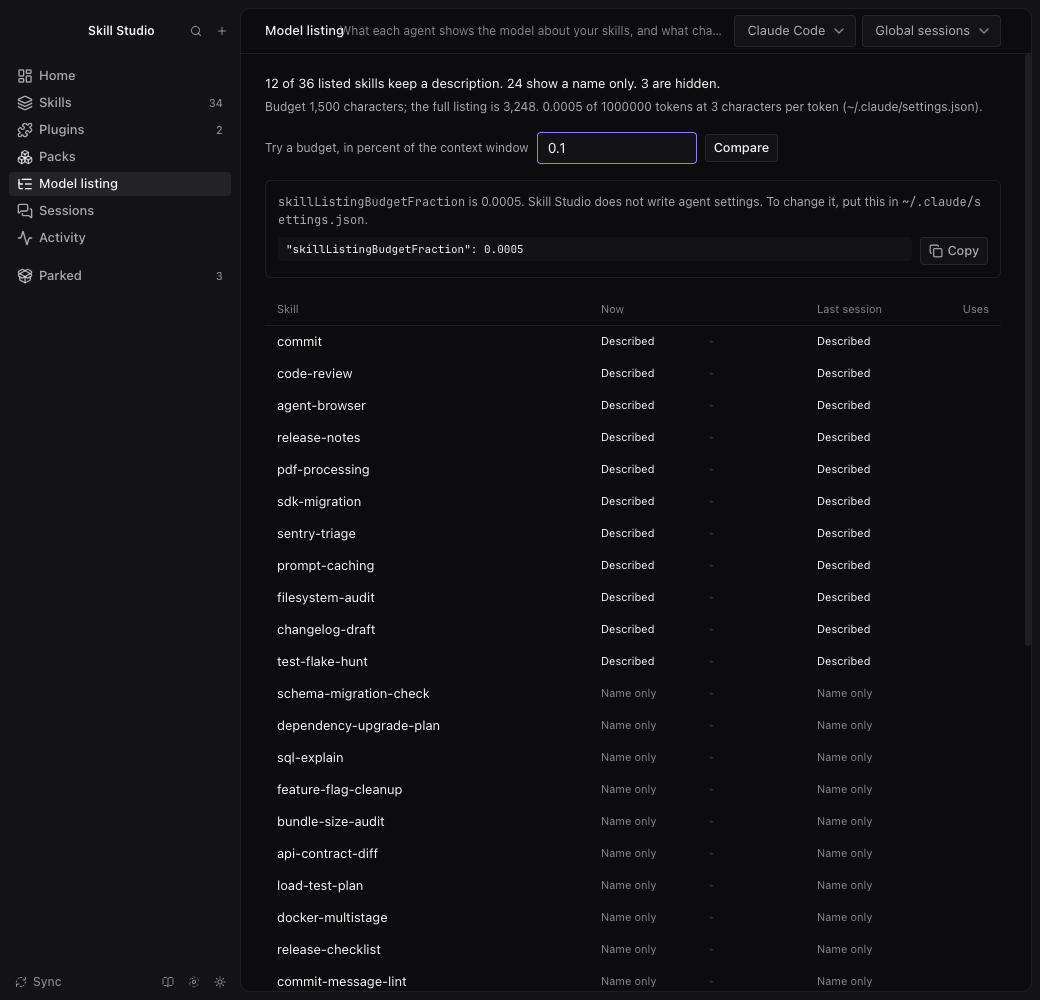 Skill Studio
Home
Skills 34
Plugins 2
Packs
Model listing
Sessions
Activity
Parked 3
Sync
Model listing What each agent shows the model about your skills, and what cha... Claude Code Global sessions
12 of 36 listed skills keep a description. 24 show a name only. 3 are hidden.
Budget 1,500 characters; the full listing is 3,248. 0.0005 of 1000000 tokens at 3 characters per token (~/.claude/settings.json).
Try a budget, in percent of the context window 0.1 Compare
skillListingBudgetFraction is 0.0005. Skill Studio does not write agent settings. To change it, put this in ~/.claude/s
ettings.json.
"skillListingBudgetFraction": 0.0005 Copy
Skill Now Last session Uses
commit Described - Described
code-review Described - Described
agent-browser Described - Described
release-notes Described - Described
pdf-processing Described - Described
sdk-migration Described - Described
sentry-triage Described - Described
prompt-caching Described - Described
filesystem-audit Described - Described
changelog-draft Described - Described
test-flake-hunt Described - Described
schema-migration-check Name only - Name only
dependency-upgrade-plan Name only - Name only
sql-explain Name only - Name only
feature-flag-cleanup Name only - Name only
bundle-size-audit Name only - Name only
api-contract-diff Name only - Name only
load-test-plan Name only - Name only
docker-multistage Name only - Name only
release-checklist Name only - Name only
commit-message-lint Name only - Name only